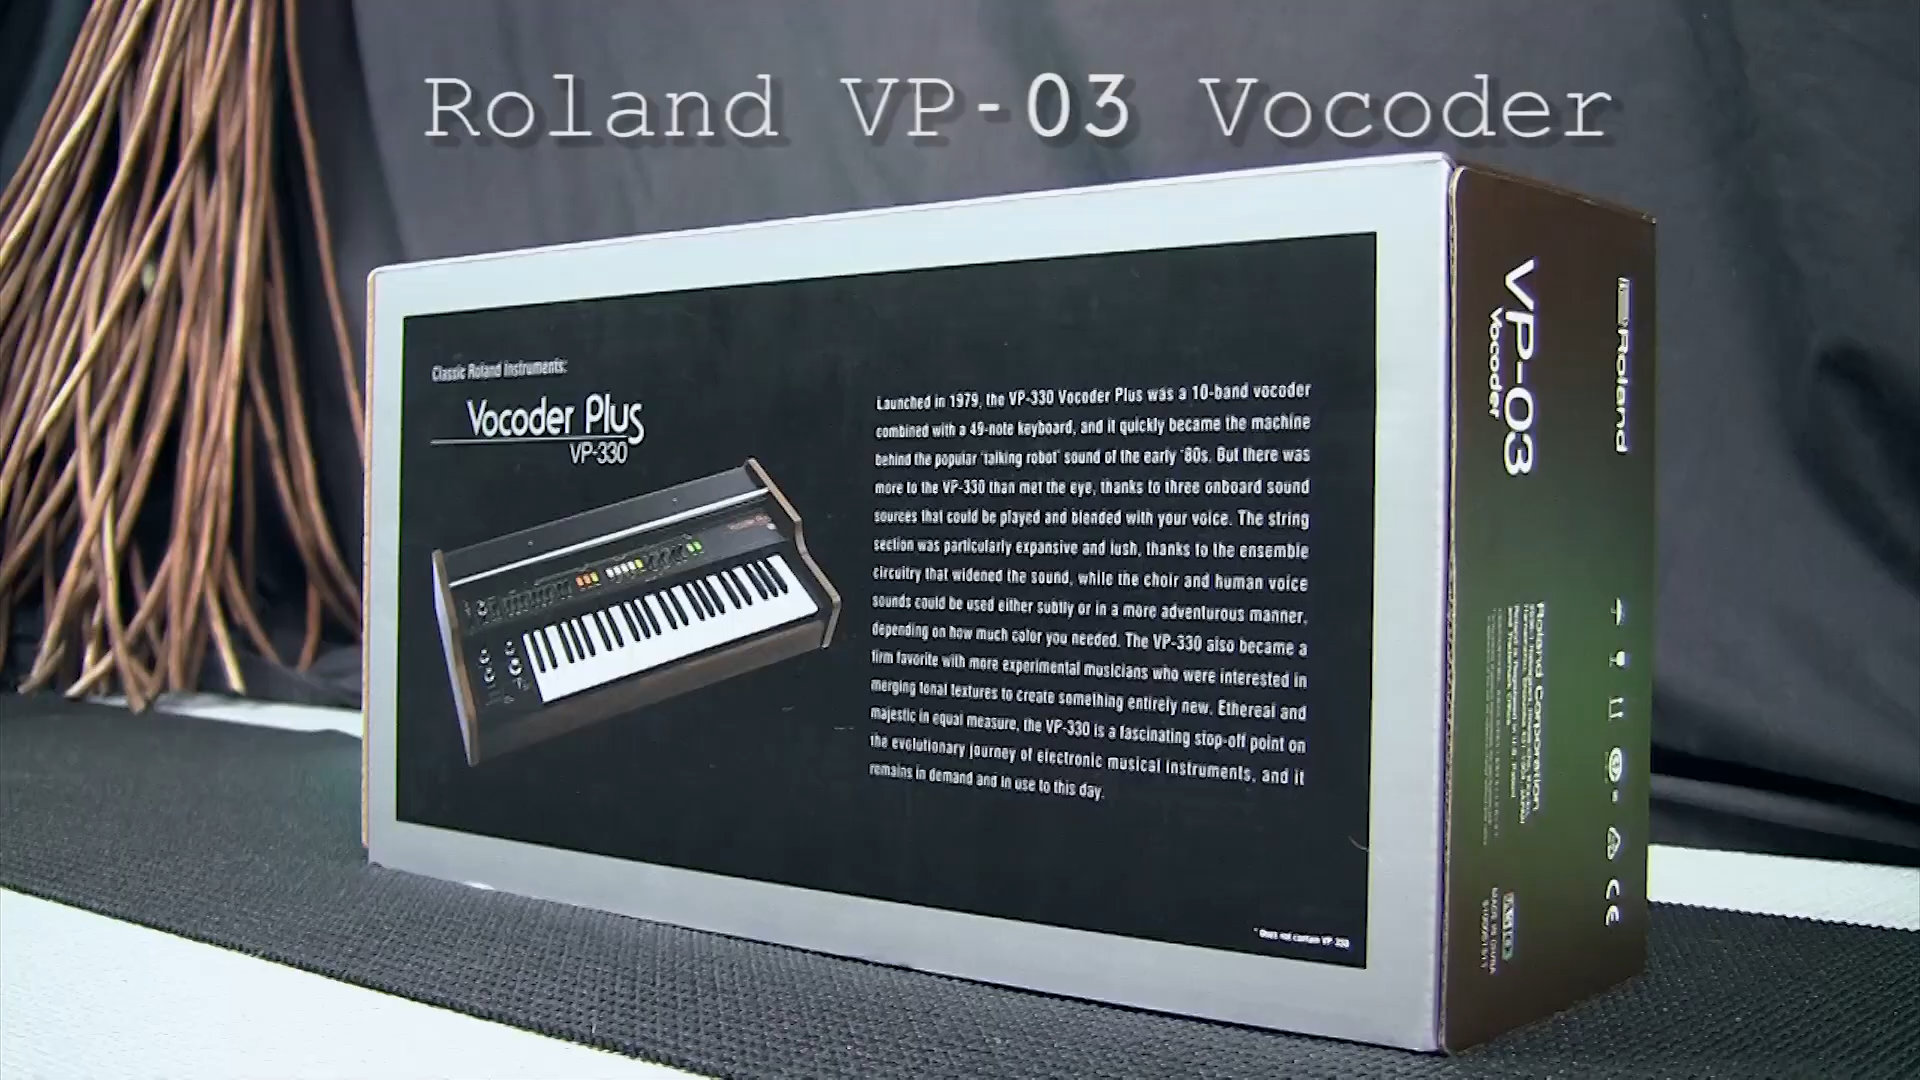 Roland VP-03 Vocoder
Classic Roland Instruments:
Vocoder Plus
VP-330
Launched in 1979, the VP-330 Vocoder Plus was a 10-band vocoder
combined with a 49-note keyboard, and it quickly became the machine
behind the popular 'talking robot' sound of the early '80s. But there was
more to the VP-330 than met the eye, thanks to three onboard sound
sources that could be played and blended with your voice. The string
section was particularly expansive and lush, thanks to the ensemble
circuitry that widened the sound, while the choir and human voice
sounds could be used either subtly or in a more adventurous manner,
depending on how much color you needed. The VP-330 also became a
firm favorite with more experimental musicians who were interested in
merging tonal textures to create something entirely new. Ethereal and
majestic in equal measure, the VP-330 is a fascinating stop-off point on
the evolutionary journey of electronic musical instruments, and it
remains in demand and in use to this day.
* Does not contain VP-330
Roland
VP-03
Vocoder
Roland Corporation
MADE IN CHINA
CE